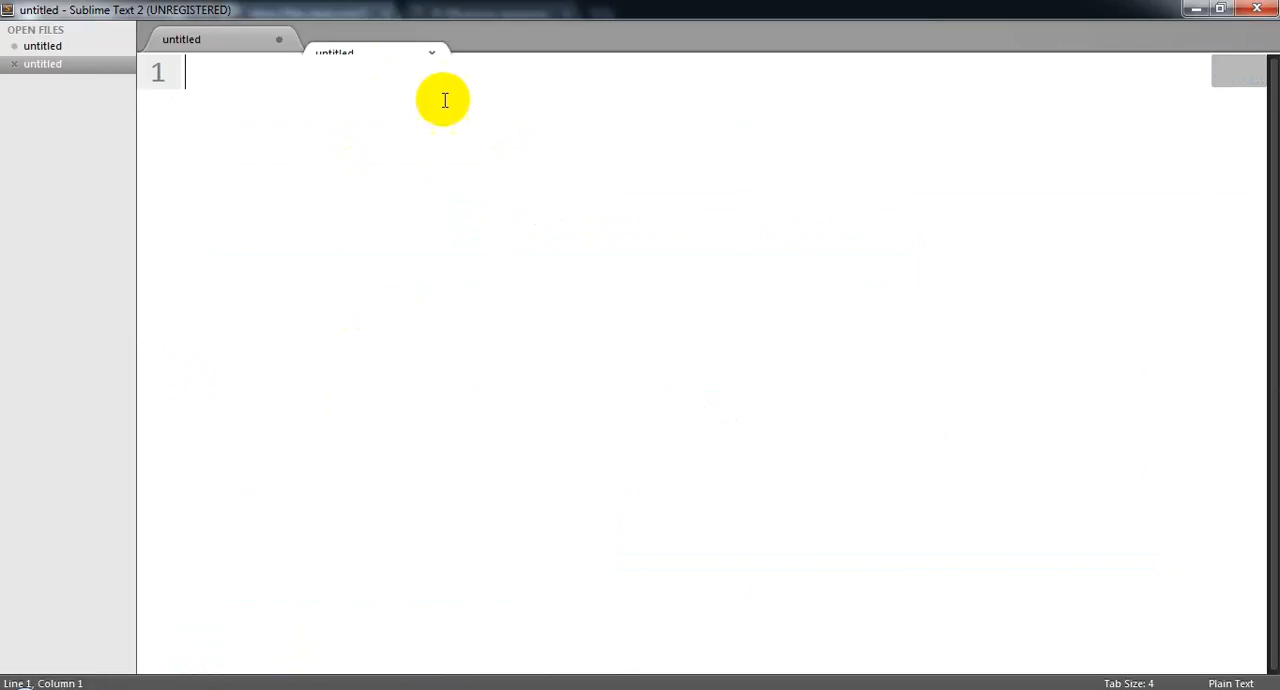 untitled - Sublime Text 2 (UNREGISTERED)
OPEN FILES
untitled
untitled
untitled
untitled
1
Line 1, Column 1
Tab Size: 4
Plain Text